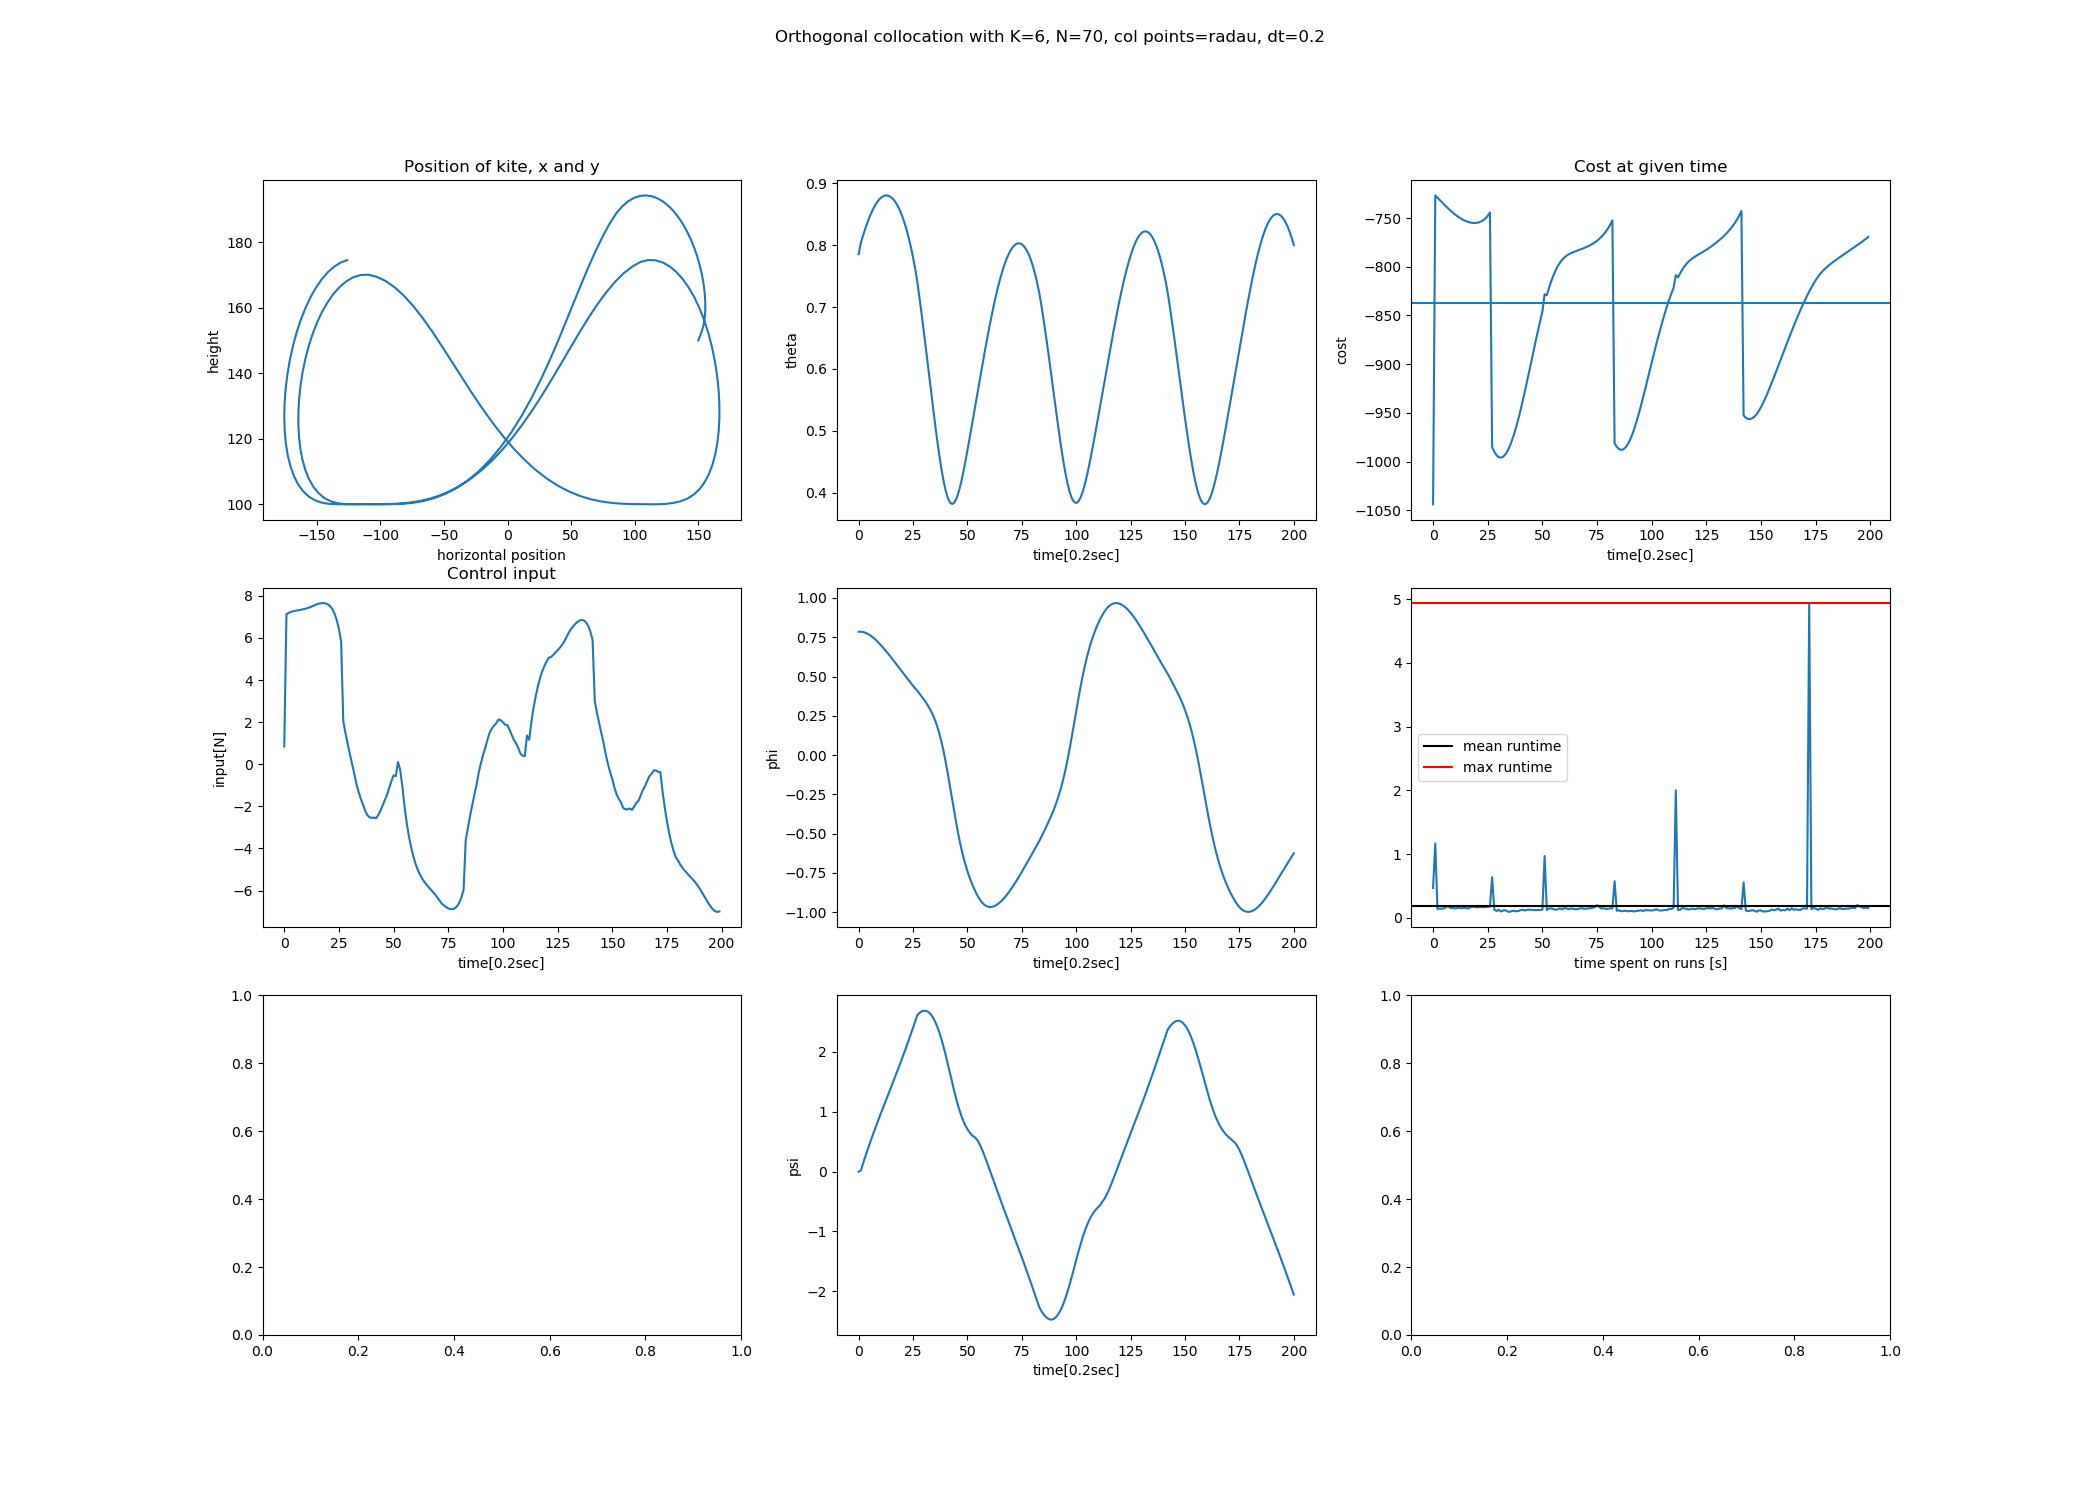 Orthogonal collocation with K=6, N=70, col points=radau, dt=0.2
Position of kite, x and y
height
180
160
140
120
100
−150 −100 −50 0 50 100 150
horizontal position
theta
0.9
0.8
0.7
0.6
0.5
0.4
0 25 50 75 100 125 150 175 200
time[0.2sec]
Cost at given time
cost
−750
−800
−850
−900
−950
−1000
−1050
0 25 50 75 100 125 150 175 200
time[0.2sec]
Control input
input[N]
8
6
4
2
0
−2
−4
−6
0 25 50 75 100 125 150 175 200
time[0.2sec]
phi
1.00
0.75
0.50
0.25
0.00
−0.25
−0.50
−0.75
−1.00
0 25 50 75 100 125 150 175 200
time[0.2sec]
5
4
3
2
1
0
mean runtime
max runtime
0 25 50 75 100 125 150 175 200
time spent on runs [s]
1.0
0.8
0.6
0.4
0.2
0.0
0.0 0.2 0.4 0.6 0.8 1.0
psi
2
1
0
−1
−2
0 25 50 75 100 125 150 175 200
time[0.2sec]
1.0
0.8
0.6
0.4
0.2
0.0
0.0 0.2 0.4 0.6 0.8 1.0